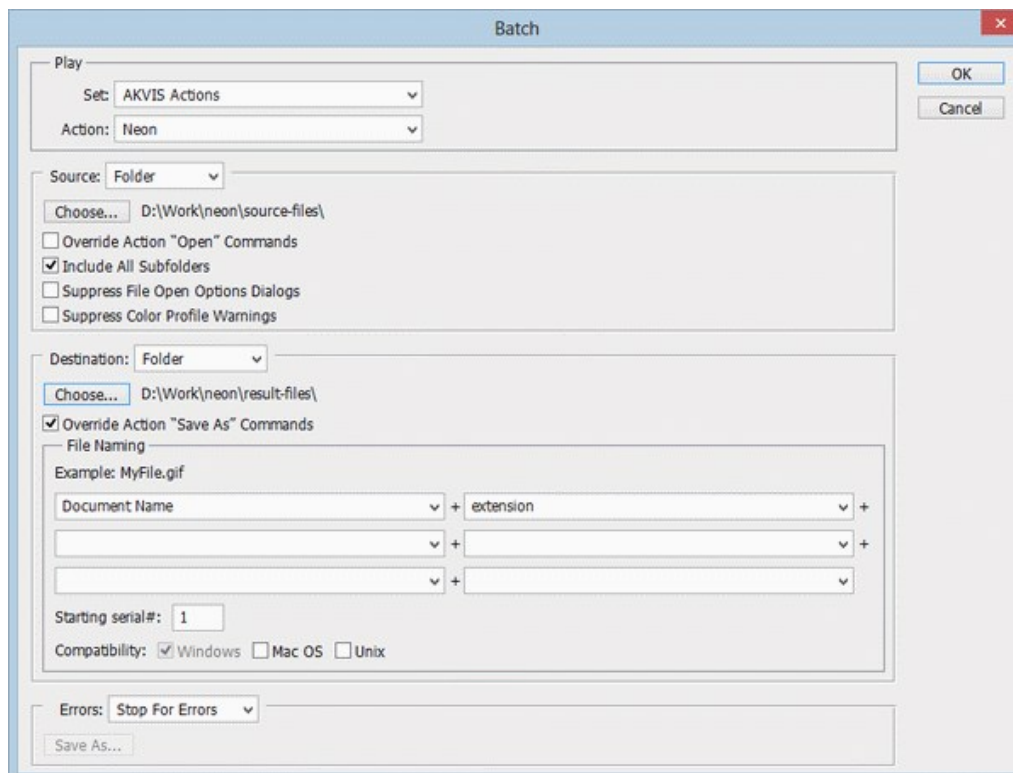 Batch
Play
OK
Set: AKVIS Actions
Cancel
Action: Neon
Source: Folder
Choose... D:\Work\neon\source-files\
Override Action "Open" Commands
Include All Subfolders
Suppress File Open Options Dialogs
Suppress Color Profile Warnings
Destination: Folder
Choose... D:\Work\neon\result-files\
Override Action "Save As" Commands
File Naming
Example: MyFile.gif
Document Name + extension +
+ +
+
Starting serial#: 1
Compatibility: Windows Mac OS Unix
Errors: Stop For Errors
Save As...